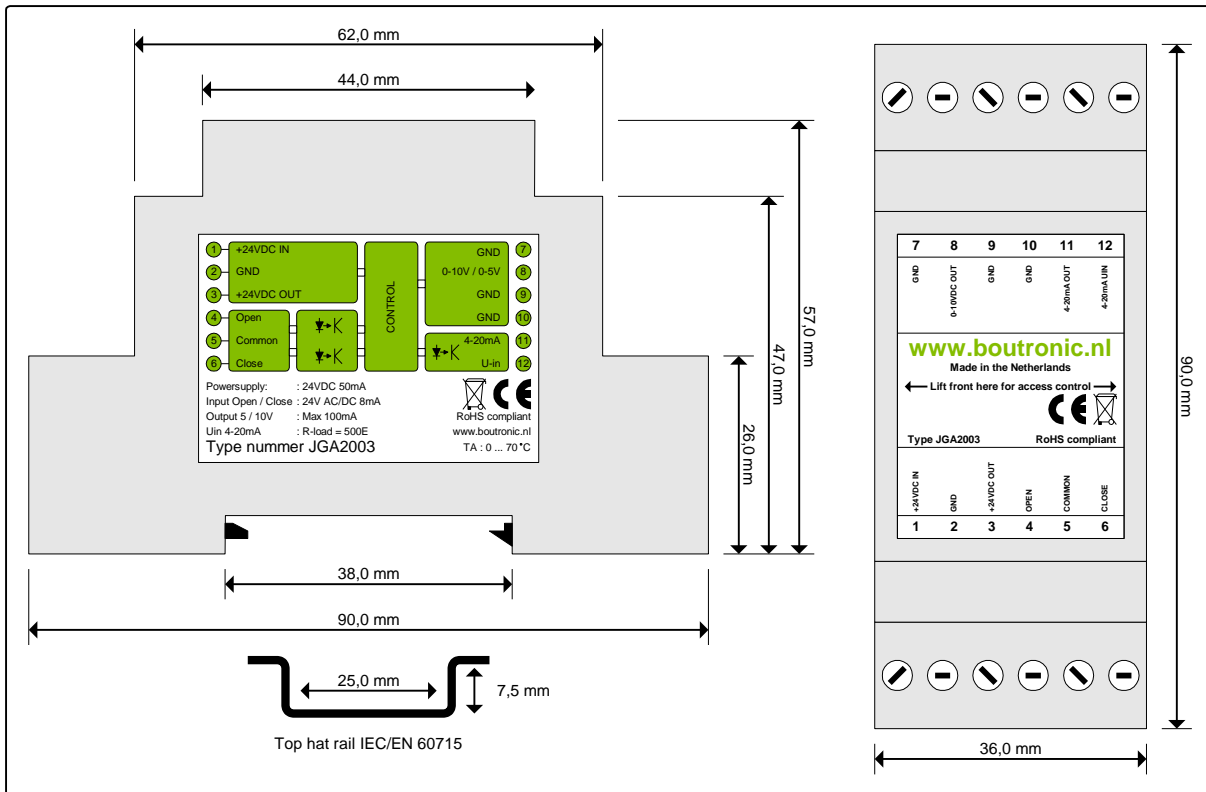 62,0 mm
44,0 mm
1 +24VDC IN
2 GND
3 +24VDC OUT
4 Open
5 Common
6 Close
CONTROL
GND 7
0-10V / 0-5V 8
GND 9
GND 10
4-20mA 11
U-in 12
Powersupply: : 24VDC 50mA
Input Open / Close : 24V AC/DC 8mA
Output 5 / 10V : Max 100mA
Uin 4-20mA : R-load = 500E
Type nummer JGA2003
CE
RoHS compliant
www.boutronic.nl
TA : 0 ... 70°C
57,0 mm
47,0 mm
26,0 mm
38,0 mm
90,0 mm
25,0 mm
7,5 mm
Top hat rail IEC/EN 60715
7 8 9 10 11 12
GND
0-10VDC OUT
GND
GND
4-20mA OUT
4-20mA UIN
www.boutronic.nl
Made in the Netherlands
Lift front here for access control
CE
Type JGA2003 RoHS compliant
+24VDC IN
GND
+24VDC OUT
OPEN
COMMON
CLOSE
1 2 3 4 5 6
90,0 mm
36,0 mm